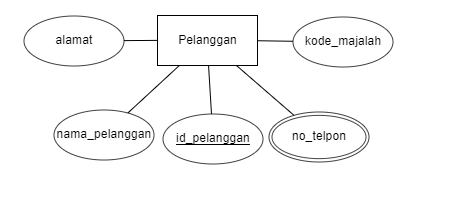 alamat
Pelanggan
kode_majalah
nama_pelanggan
id_pelanggan
no_telpon